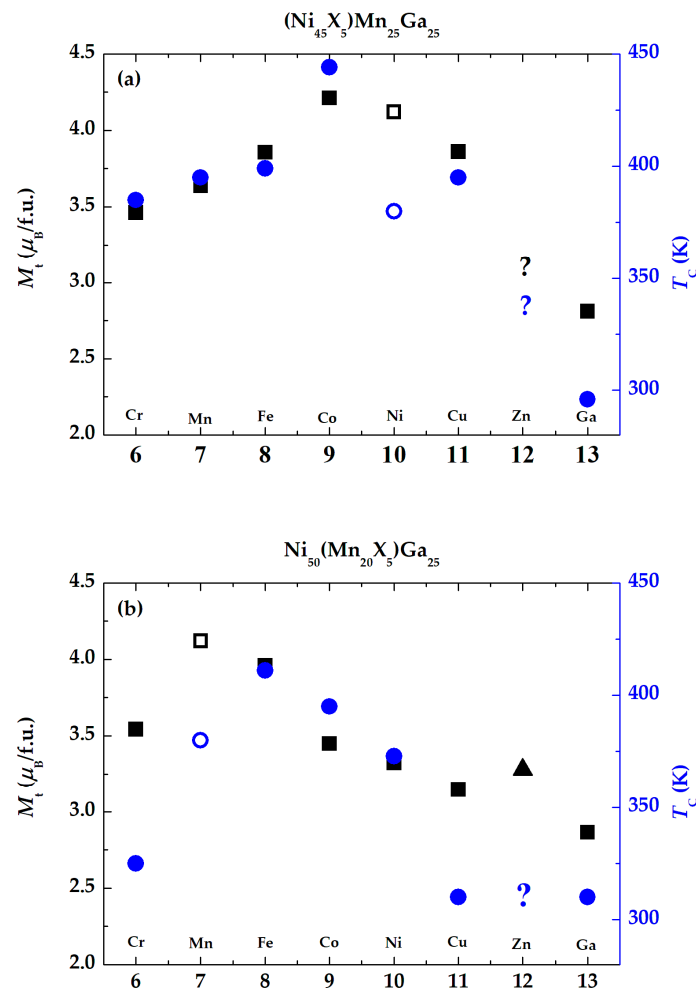 (Ni45X5)Mn25Ga25
(a)
4.5
4.0
3.5
3.0
2.5
2.0
Mt (μB/f.u.)
450
400
350
300
TC (K)
?
?
Cr Mn Fe Co Ni Cu Zn Ga
6 7 8 9 10 11 12 13
Ni50(Mn20X5)Ga25
(b)
4.5
4.0
3.5
3.0
2.5
2.0
Mt (μB/f.u.)
450
400
350
300
TC (K)
?
Cr Mn Fe Co Ni Cu Zn Ga
6 7 8 9 10 11 12 13